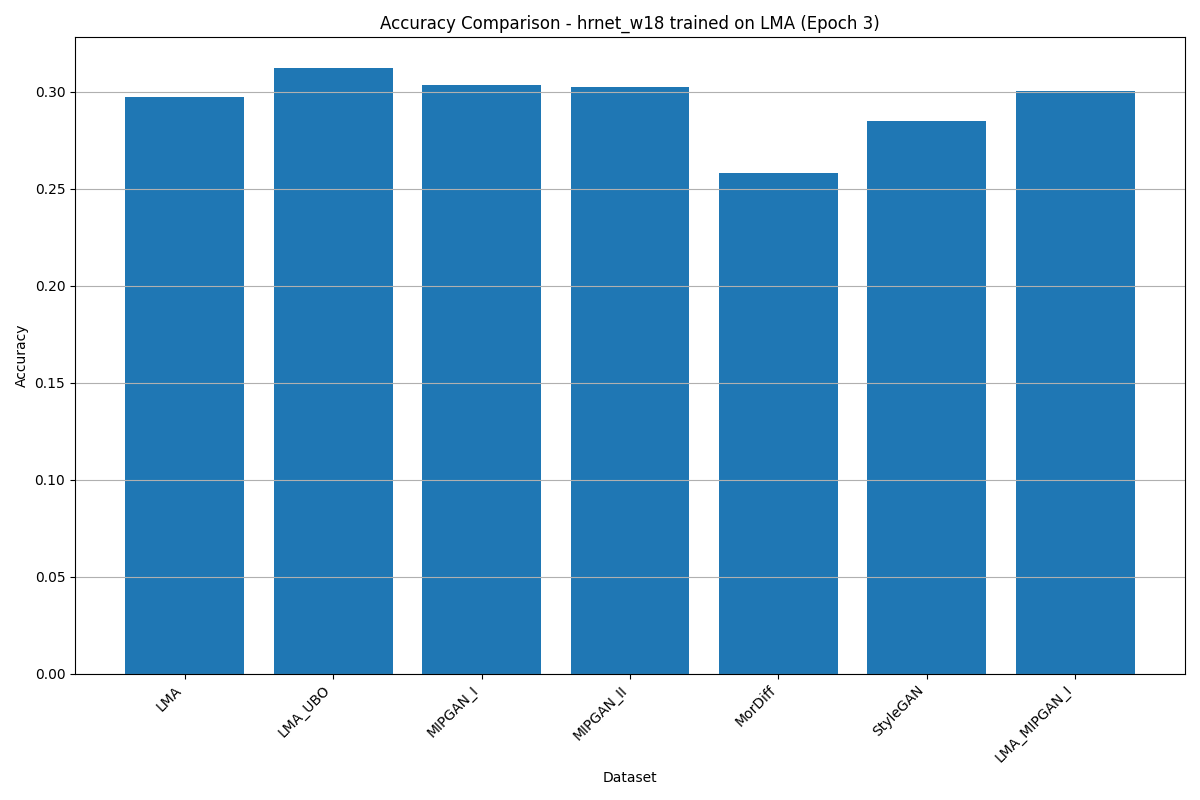 Accuracy Comparison - hrnet_w18 trained on LMA (Epoch 3)
Accuracy
0.30
0.25
0.20
0.15
0.10
0.05
0.00
LMA
LMA_UBO
MIPGAN_I
MIPGAN_II
MorDiff
StyleGAN
LMA_MIPGAN_I
Dataset